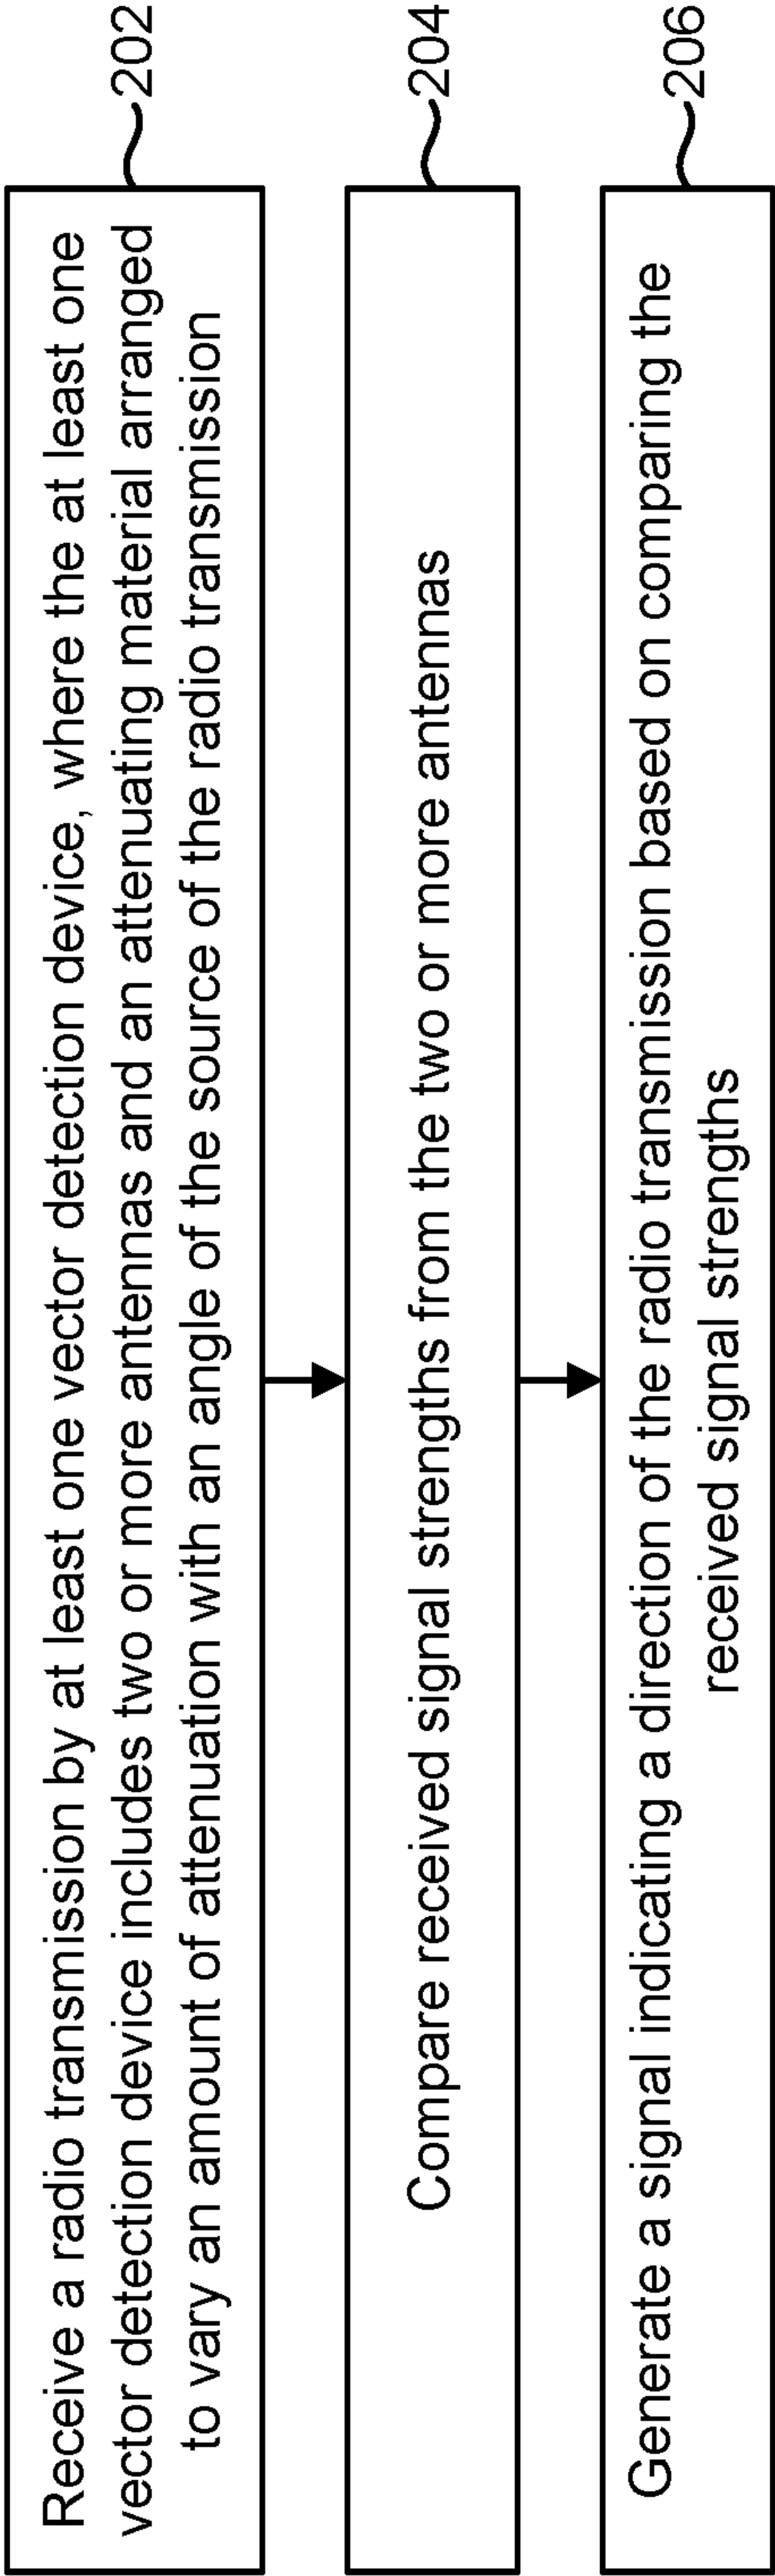 Receive a radio transmission by at least one vector detection device, where the at least one
vector detection device includes two or more antennas and an attenuating material arranged
to vary an amount of attenuation with an angle of the source of the radio transmission
202
Compare received signal strengths from the two or more antennas
204
Generate a signal indicating a direction of the radio transmission based on comparing the
received signal strengths
206